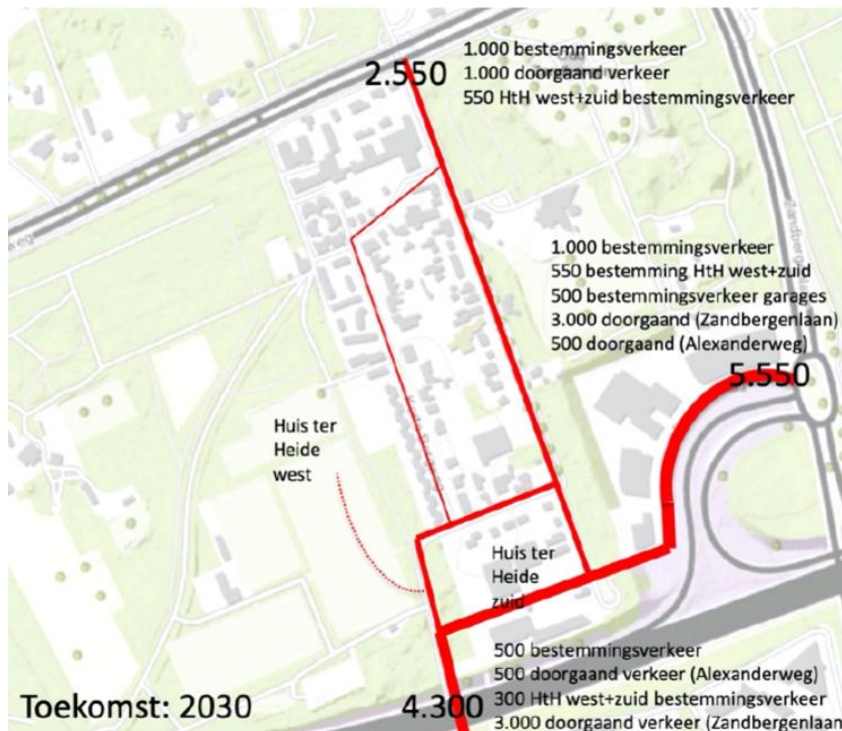 2.550
1.000 bestemmingsverkeer
1.000 doorgaand verkeer
550 HtH west+zuid bestemmingsverkeer
1.000 bestemmingsverkeer
550 bestemming HtH west+zuid
500 bestemmingsverkeer garages
3.000 doorgaand (Zandbergenlaan)
500 doorgaand (Alexanderweg)
5.550
Huis ter
Heide
west
Huis ter
Heide
zuid
500 bestemmingsverkeer
500 doorgaand verkeer (Alexanderweg)
300 HtH west+zuid bestemmingsverkeer
3.000 doorgaand verkeer (Zandbergenlaan
4.300
Toekomst: 2030